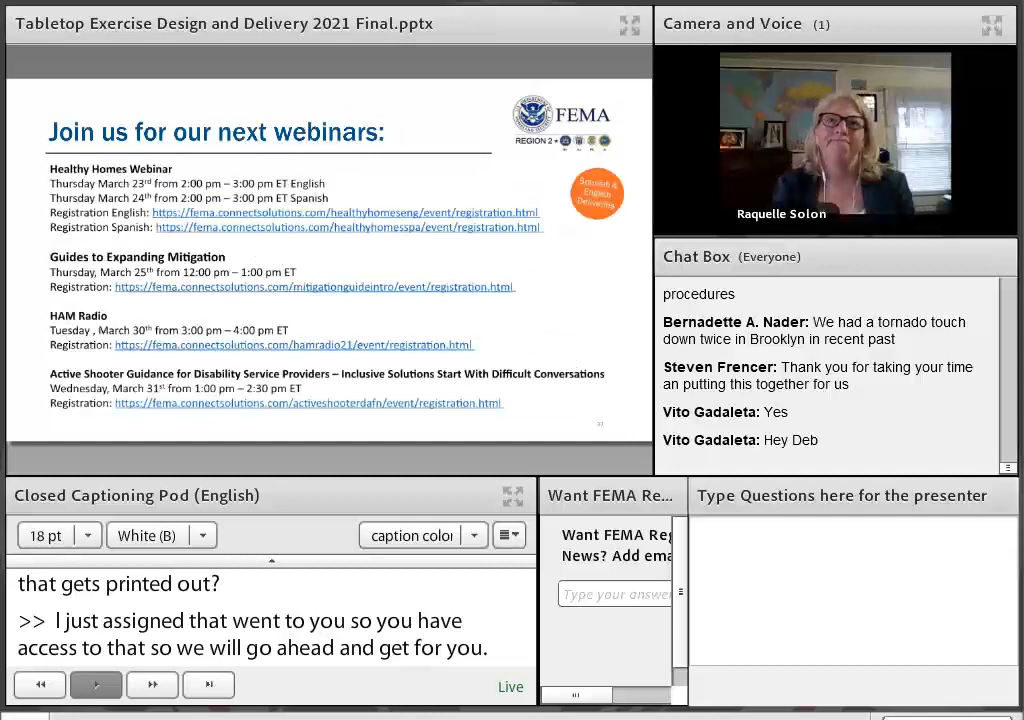 Tabletop Exercise Design and Delivery 2021 Final.pptx
Join us for our next webinars:
FEMA
REGION 2
Healthy Homes Webinar
Thursday March 23rd from 2:00 pm – 3:00 pm ET English
Thursday March 24th from 2:00 pm – 3:00 pm ET Spanish
Registration English: https://fema.connectsolutions.com/healthyhomeseng/event/registration.html
Registration Spanish: https://fema.connectsolutions.com/healthyhomesspa/event/registration.html
Spanish &
English
Deliveries
Guides to Expanding Mitigation
Thursday, March 25th from 12:00 pm – 1:00 pm ET
Registration: https://fema.connectsolutions.com/mitigationguideintro/event/registration.html
HAM Radio
Tuesday , March 30th from 3:00 pm – 4:00 pm ET
Registration: https://fema.connectsolutions.com/hamradio21/event/registration.html
Active Shooter Guidance for Disability Service Providers – Inclusive Solutions Start With Difficult Conversations
Wednesday, March 31st from 1:00 pm – 2:30 pm ET
Registration: https://fema.connectsolutions.com/activeshooterdafn/event/registration.html
Camera and Voice (1)
Raquelle Solon
Chat Box (Everyone)
procedures
Bernadette A. Nader: We had a tornado touch
down twice in Brooklyn in recent past
Steven Frencer: Thank you for taking your time
an putting this together for us
Vito Gadaleta: Yes
Vito Gadaleta: Hey Deb
Closed Captioning Pod (English)
18 pt
White (B)
caption color
that gets printed out?
>> I just assigned that went to you so you have
access to that so we will go ahead and get for you.
Live
Want FEMA Re...
Want FEMA Reg
News? Add ema
Type your answer
Type Questions here for the presenter